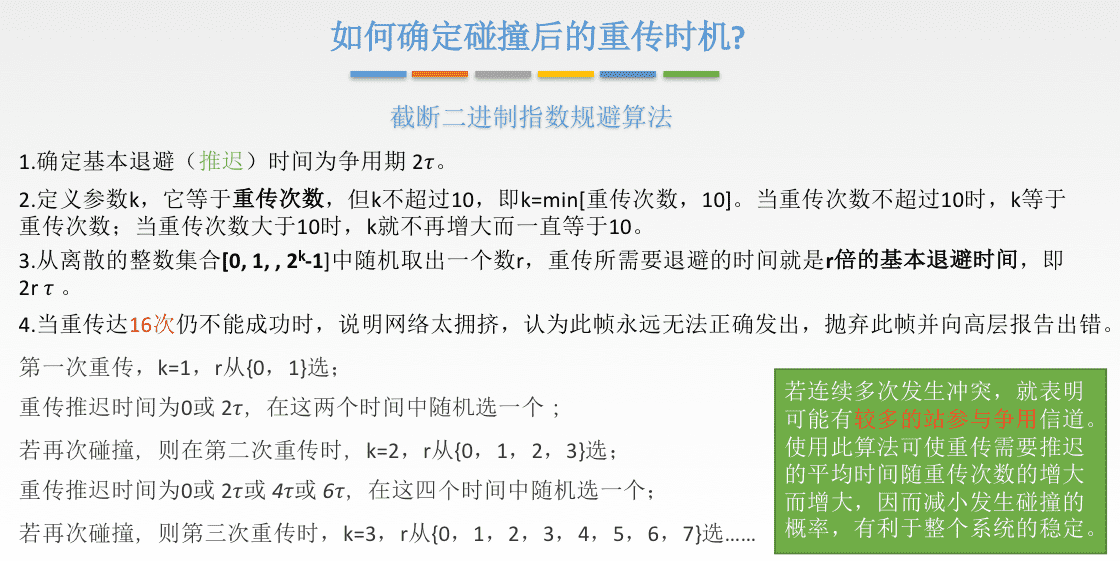 如何确定碰撞后的重传时机?
截断二进制指数规避算法
1.确定基本退避（推迟）时间为争用期 2τ。
2.定义参数k，它等于重传次数，但k不超过10，即k=min[重传次数，10]。当重传次数不超过10时，k等于
重传次数；当重传次数大于10时，k就不再增大而一直等于10。
3.从离散的整数集合[0, 1, , 2ᵏ-1]中随机取出一个数r，重传所需要退避的时间就是r倍的基本退避时间，即
2rτ。
4.当重传达16次仍不能成功时，说明网络太拥挤，认为此帧永远无法正确发出，抛弃此帧并向高层报告出错。
第一次重传，k=1，r从{0，1}选；
重传推迟时间为0或 2τ，在这两个时间中随机选一个；
若再次碰撞，则在第二次重传时，k=2，r从{0，1，2，3}选；
重传推迟时间为0或 2τ或 4τ或 6τ，在这四个时间中随机选一个；
若再次碰撞，则第三次重传时，k=3，r从{0，1，2，3，4，5，6，7}选……
若连续多次发生冲突，就表明
可能有较多的站参与争用信道。
使用此算法可使重传需要推迟
的平均时间随重传次数的增大
而增大，因而减小发生碰撞的
概率，有利于整个系统的稳定。